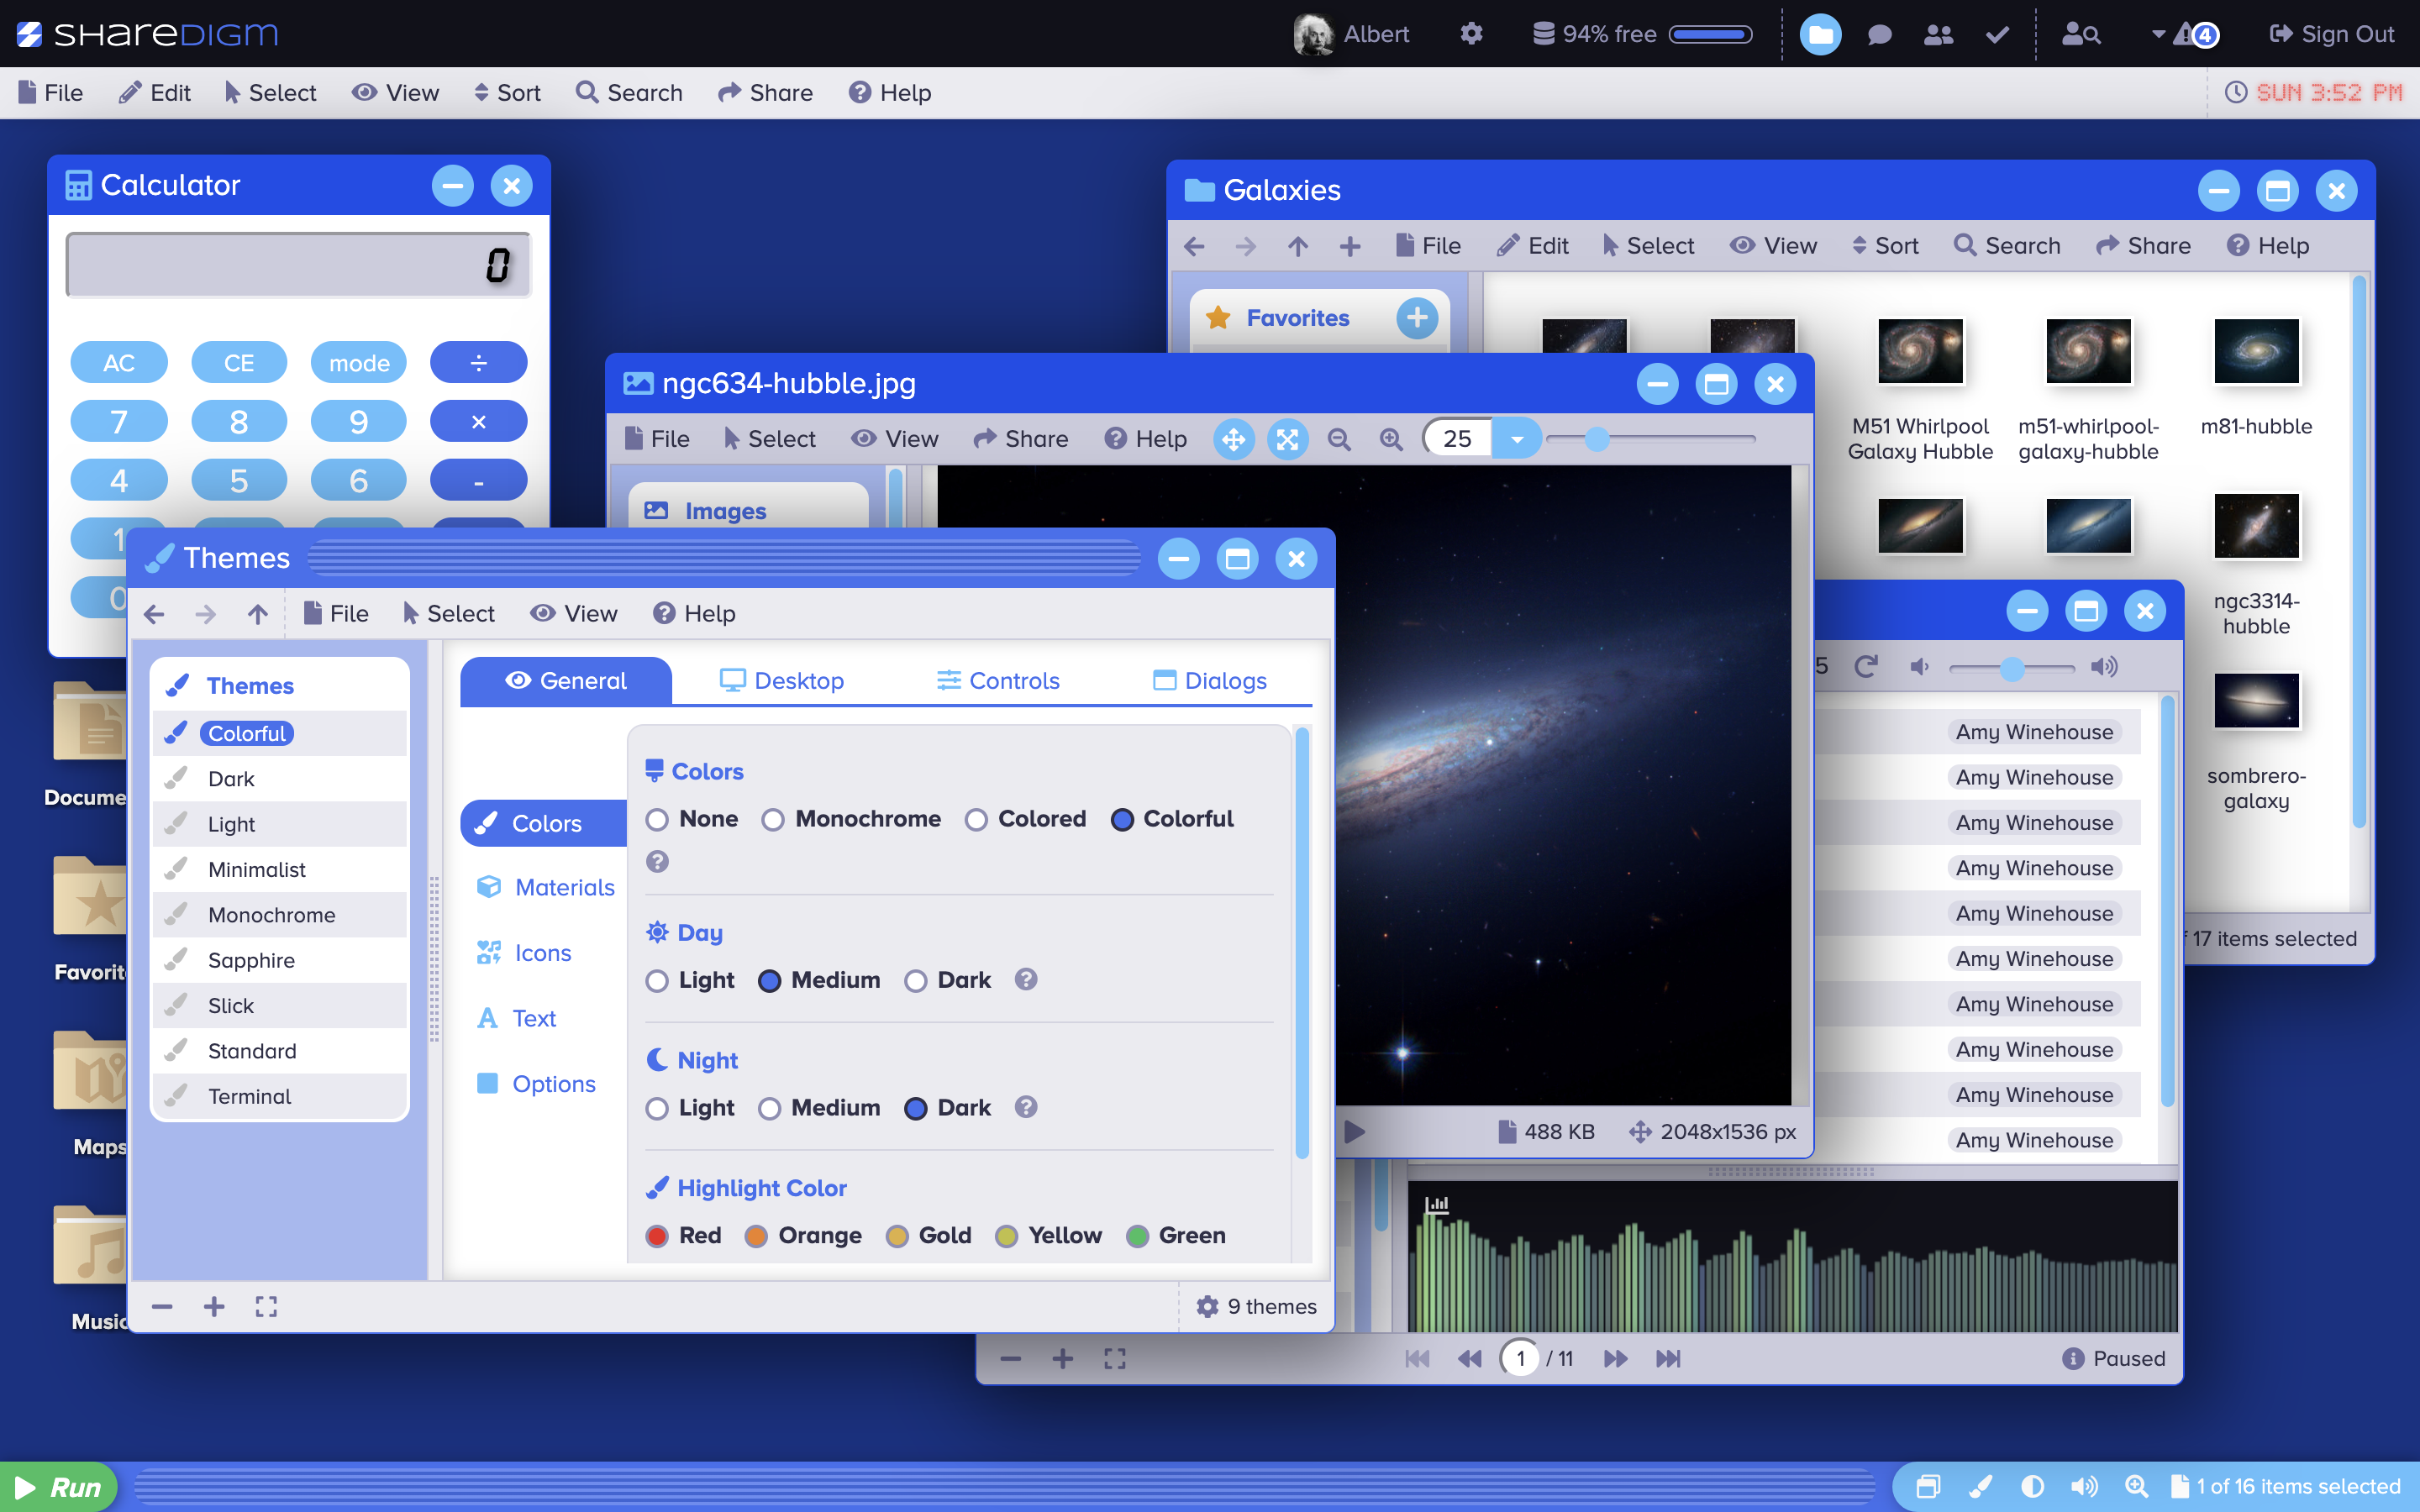 SHAREDIGM
Albert
94% free
4
Sign Out
File Edit Select View Sort Search Share Help
SUN 3:52 PM
Calculator
0
AC CE mode ÷
7 8 9 ×
4 5 6 -
1
0
Galaxies
File Edit Select View Sort Search Share Help
Favorites
M51 Whirlpool
Galaxy Hubble
m51-whirlpool-
galaxy-hubble
m81-hubble
ngc3314-
hubble
sombrero-
galaxy
17 items selected
ngc634-hubble.jpg
File Select View Share Help 25
Images
488 KB 2048x1536 px
Themes
File Select View Help
Themes
Colorful
Dark
Light
Minimalist
Monochrome
Sapphire
Slick
Standard
Terminal
General Desktop Controls Dialogs
Colors
Materials
Icons
Text
Options
Colors
None Monochrome Colored Colorful
?
Day
Light Medium Dark ?
Night
Light Medium Dark ?
Highlight Color
Red Orange Gold Yellow Green
9 themes
5
Amy Winehouse
Amy Winehouse
Amy Winehouse
Amy Winehouse
Amy Winehouse
Amy Winehouse
Amy Winehouse
Amy Winehouse
Amy Winehouse
Amy Winehouse
1 / 11
Paused
Docume
Favorit
Maps
Music
Run
1 of 16 items selected